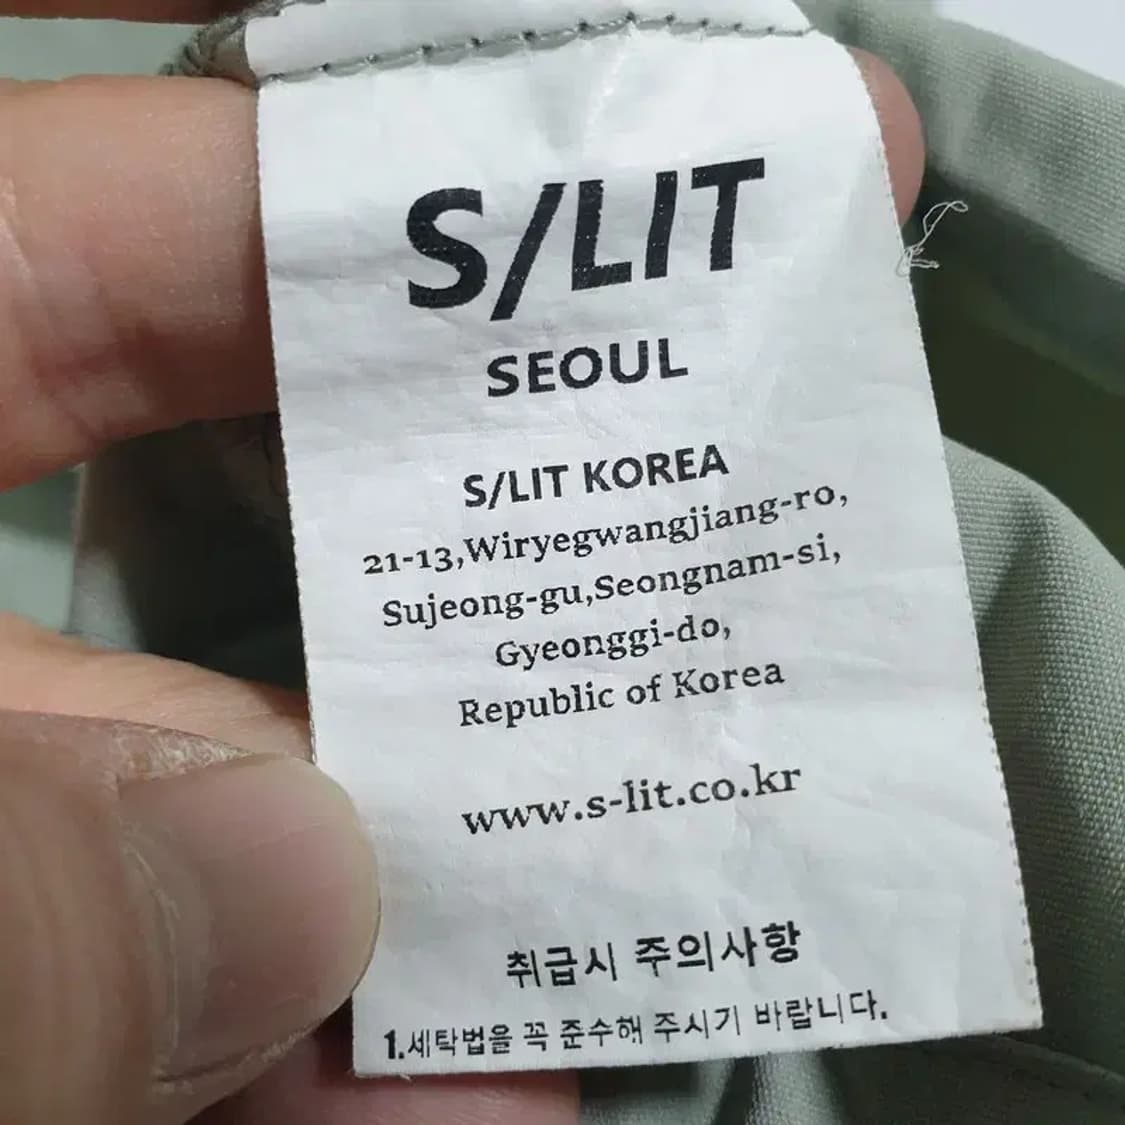 S/LIT
SEOUL
S/LIT KOREA
21-13,Wiryegwangjiang-ro,
Sujeong-gu,Seongnam-si,
Gyeonggi-do,
Republic of Korea
www.s-lit.co.kr
취급시 주의사항
1.세탁법을 꼭 준수해 주시기 바랍니다.